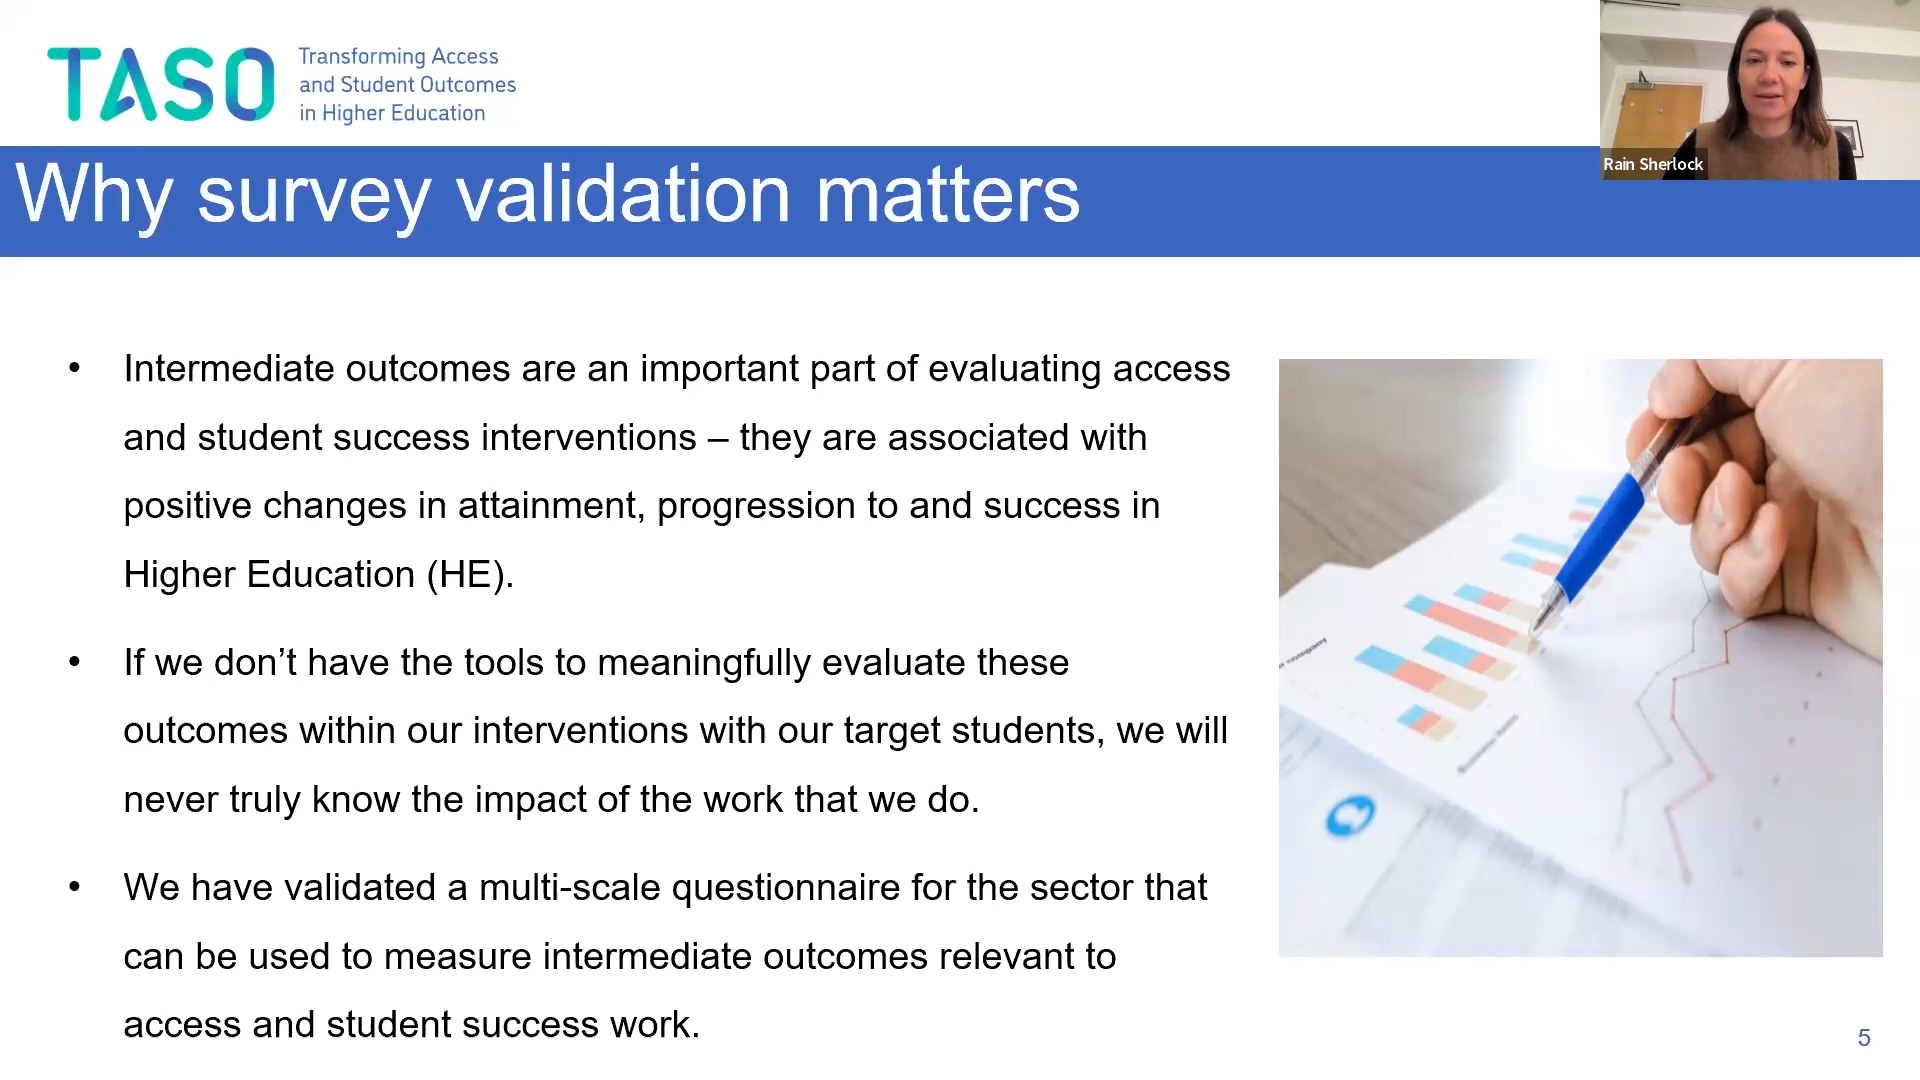 TASO
Transforming Access
and Student Outcomes
in Higher Education
Rain Sherlock
Why survey validation matters
• Intermediate outcomes are an important part of evaluating access
and student success interventions – they are associated with
positive changes in attainment, progression to and success in
Higher Education (HE).
• If we don’t have the tools to meaningfully evaluate these
outcomes within our interventions with our target students, we will
never truly know the impact of the work that we do.
• We have validated a multi-scale questionnaire for the sector that
can be used to measure intermediate outcomes relevant to
access and student success work.
5